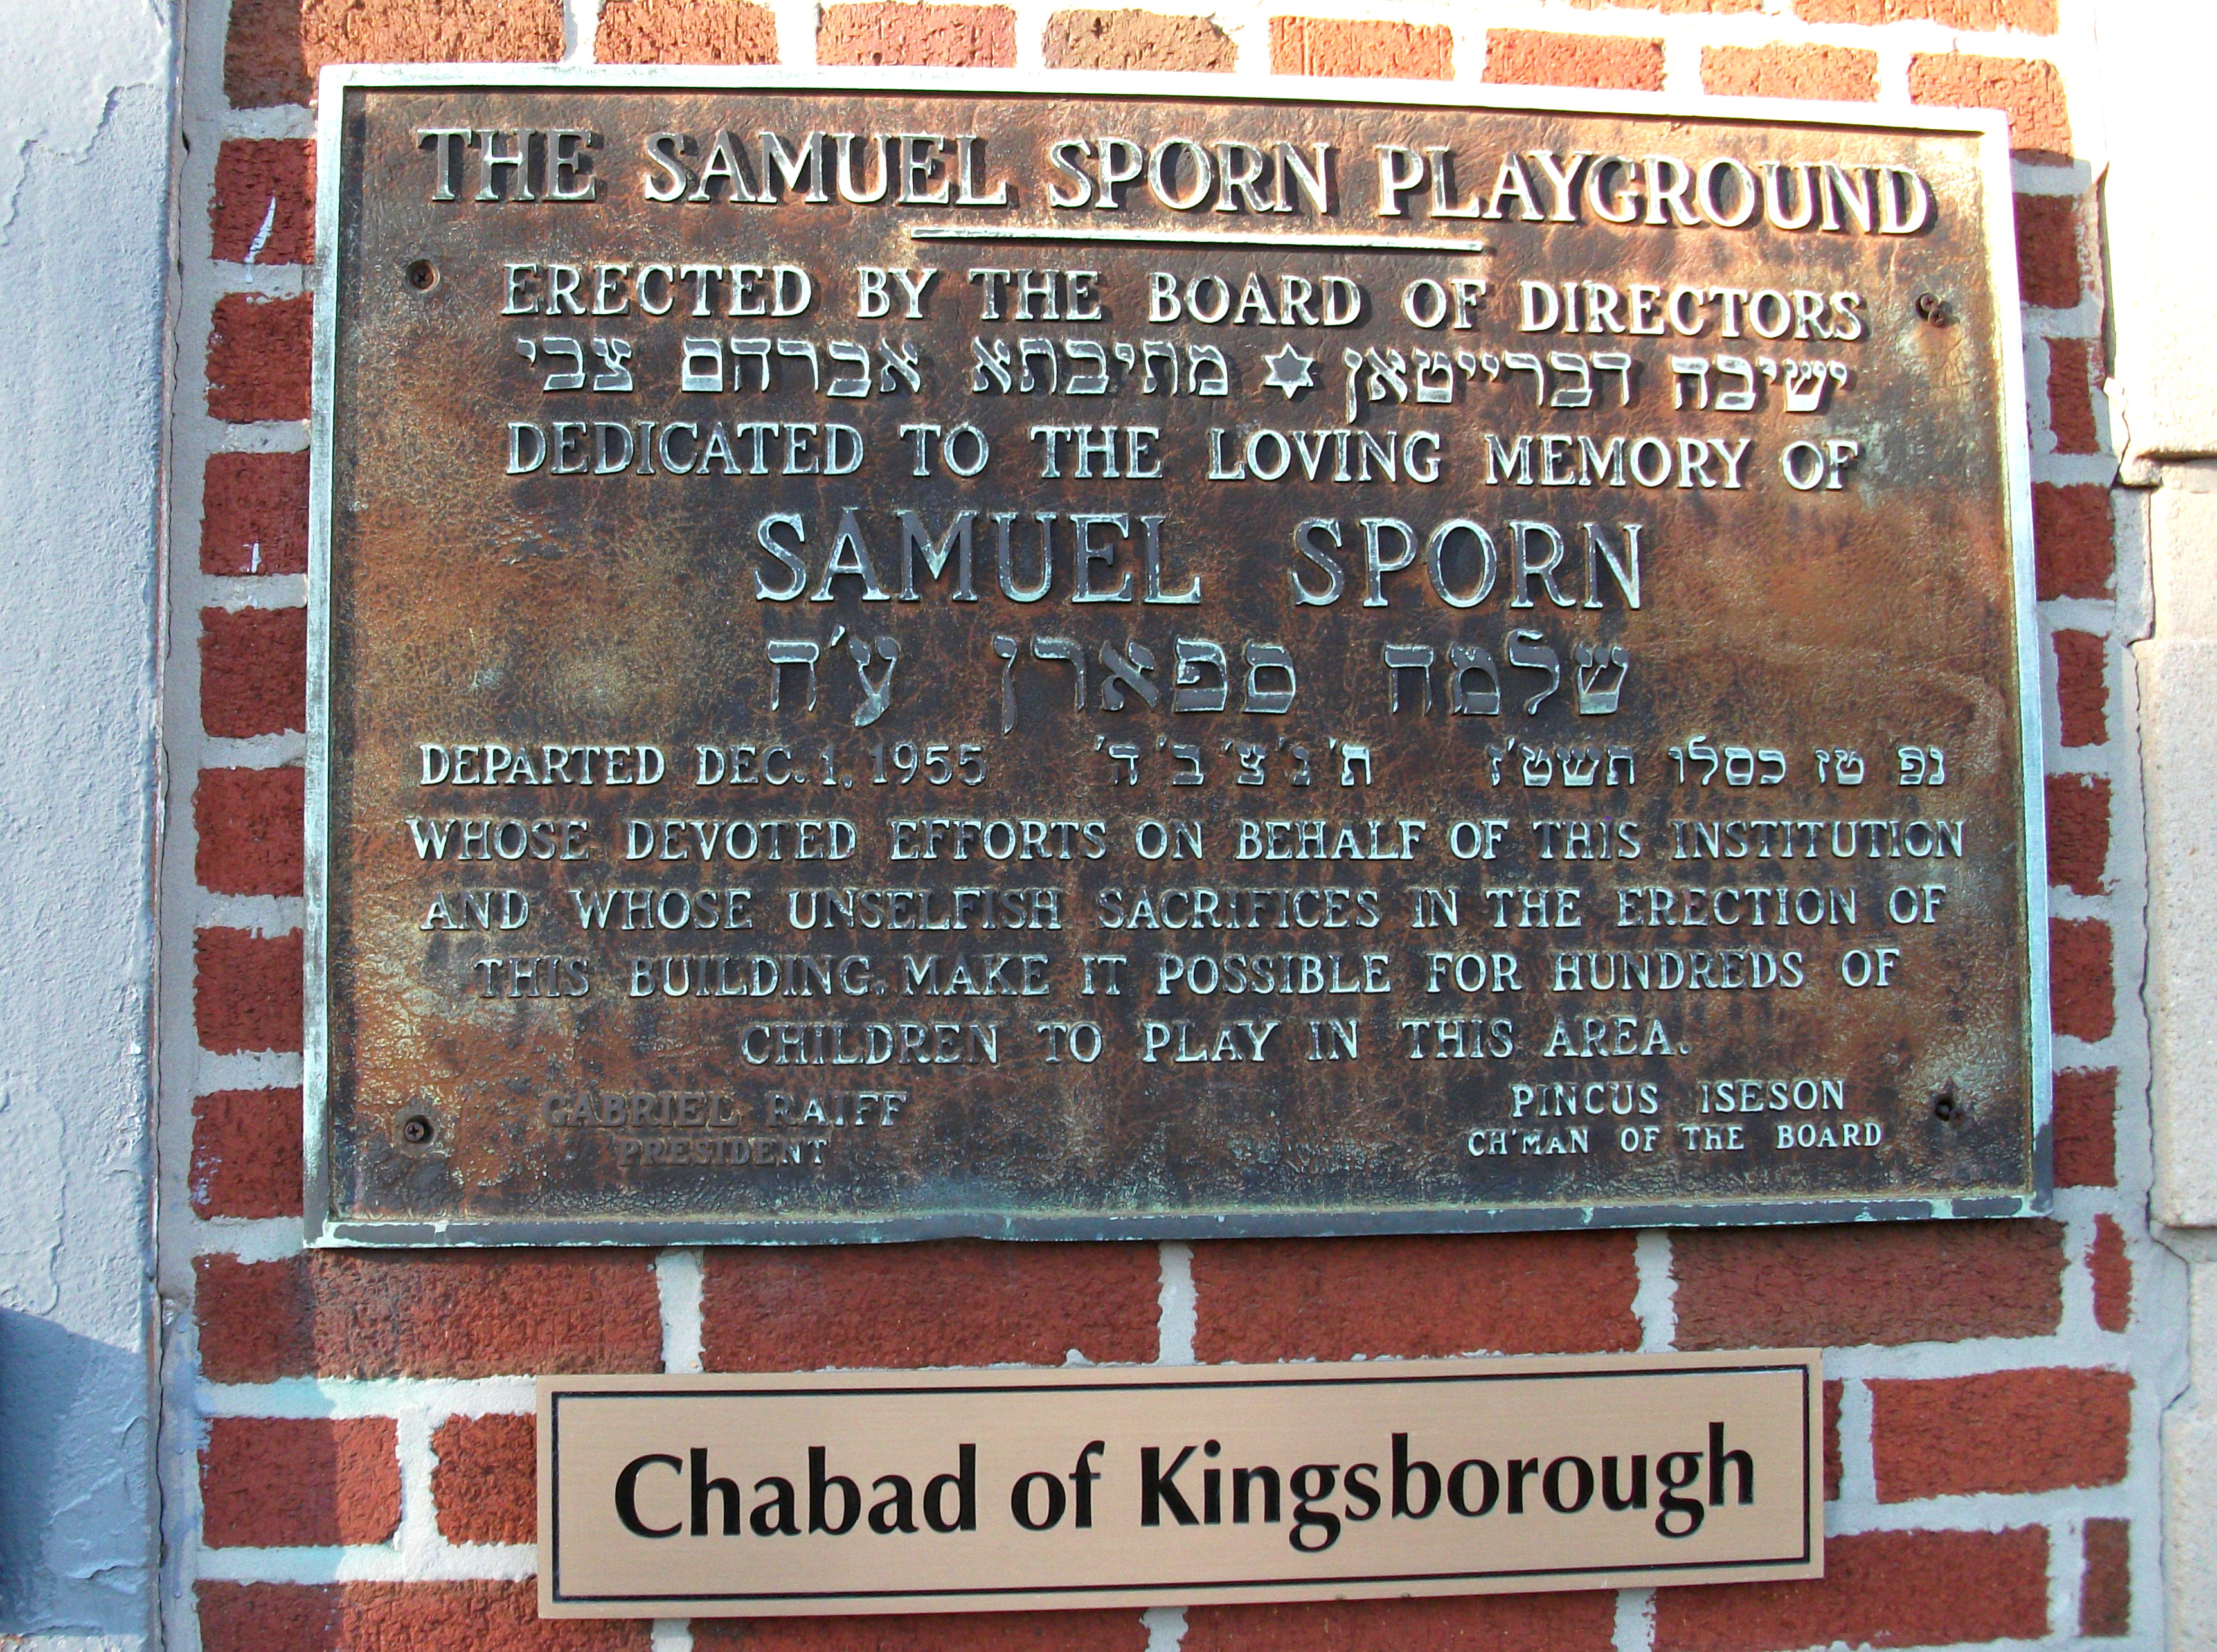 THE SAMUEL SPORN PLAYGROUND
ERECTED BY THE BOARD OF DIRECTORS
ישיבה דברייטאן ✡ מתיבתא אברהם צבי
DEDICATED TO THE LOVING MEMORY OF
SAMUEL SPORN
שלמה ספארן ע'ה
DEPARTED DEC. 1, 1955 נפ טז כסלו תשט'ז ת'נ'צ'ב'ה'
WHOSE DEVOTED EFFORTS ON BEHALF OF THIS INSTITUTION
AND WHOSE UNSELFISH SACRIFICES IN THE ERECTION OF
THIS BUILDING, MAKE IT POSSIBLE FOR HUNDREDS OF
CHILDREN TO PLAY IN THIS AREA.
GABRIEL RAIFF
PRESIDENT
PINCUS ISESON
CH'MAN OF THE BOARD
Chabad of Kingsborough